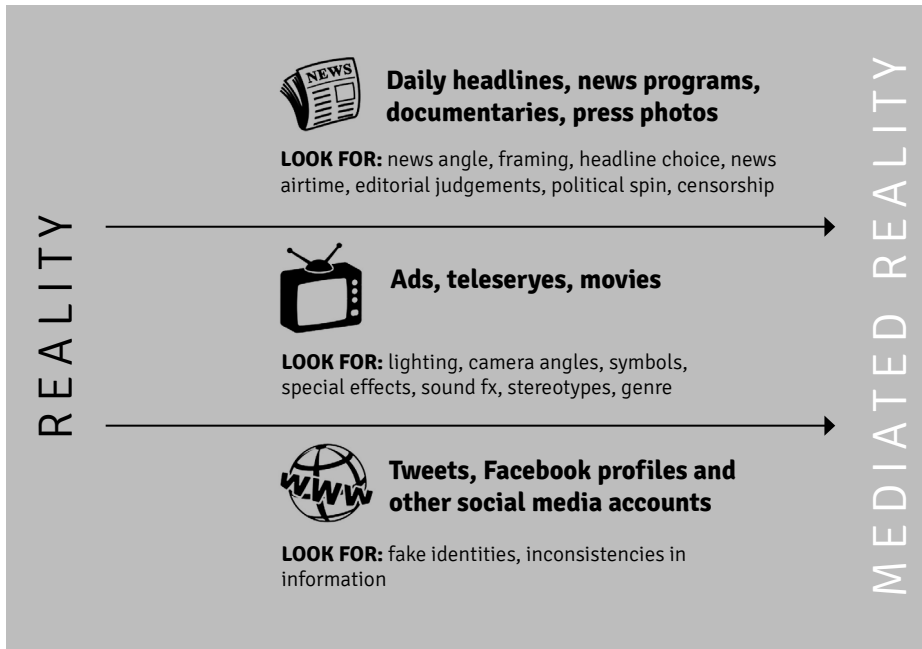 REALITY
NEWS
Daily headlines, news programs,
documentaries, press photos
LOOK FOR: news angle, framing, headline choice, news
airtime, editorial judgements, political spin, censorship
Ads, teleseryes, movies
LOOK FOR: lighting, camera angles, symbols,
special effects, sound fx, stereotypes, genre
WWW
Tweets, Facebook profiles and
other social media accounts
LOOK FOR: fake identities, inconsistencies in
information
MEDIATED REALITY